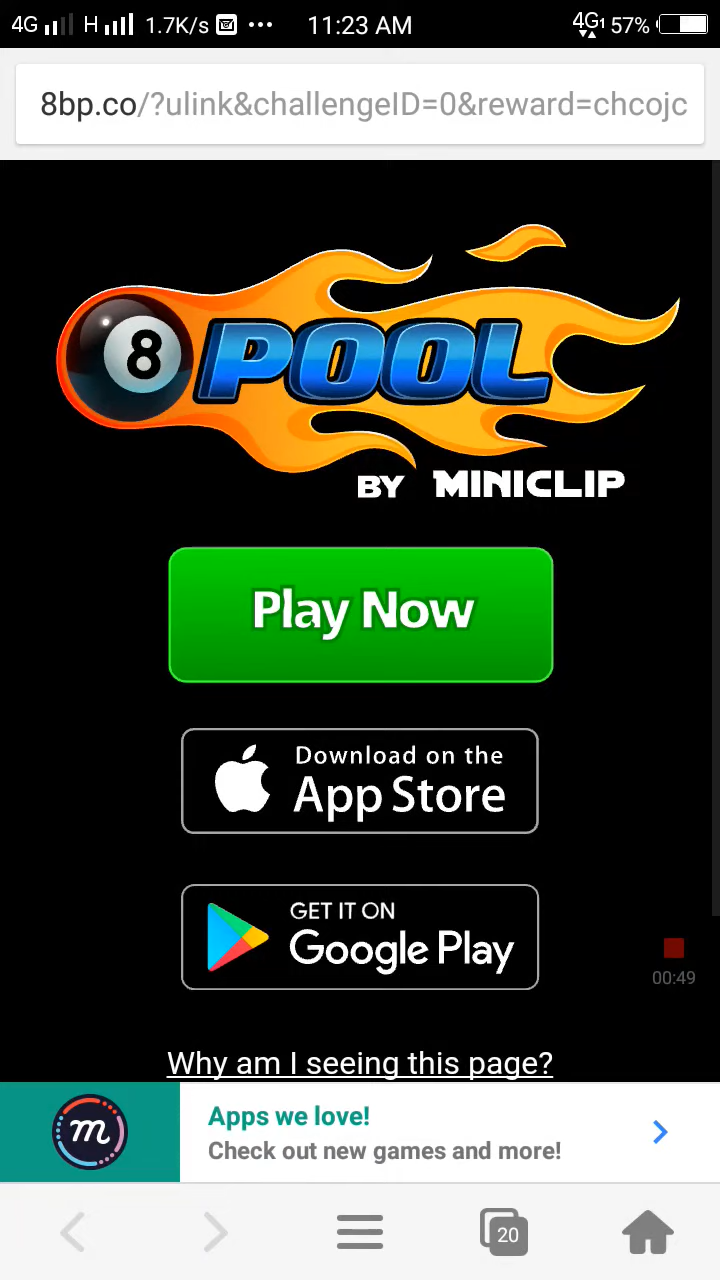 4G H 1.7K/s 11:23 AM 4G1 57%
8bp.co/?ulink&challengeID=0&reward=chcojc
8 POOL
BY MINICLIP
Play Now
Download on the
App Store
GET IT ON
Google Play
00:49
Why am I seeing this page?
m
Apps we love!
Check out new games and more!
20